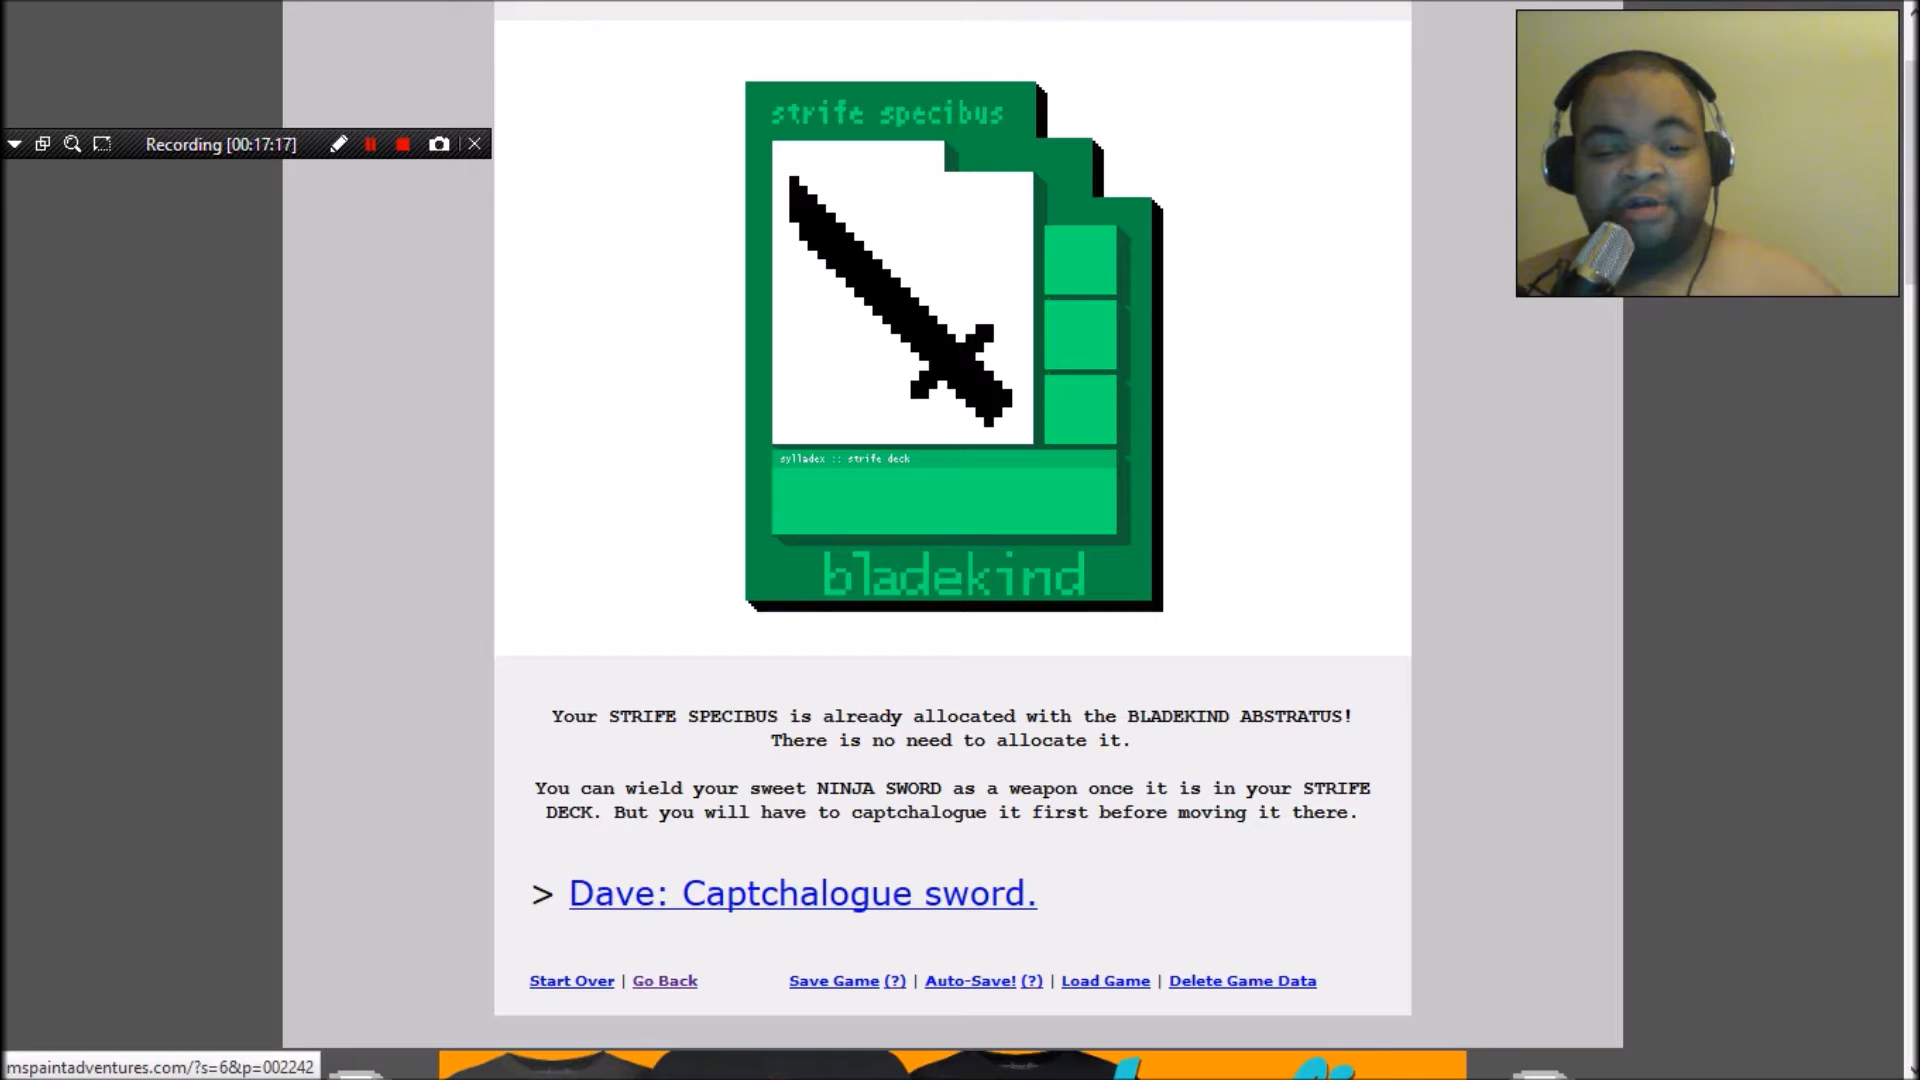 strife specibus
Recording [00:17:17]
sylladex :: strife deck
bladekind
Your STRIFE SPECIBUS is already allocated with the BLADEKIND ABSTRATUS!
There is no need to allocate it.
You can wield your sweet NINJA SWORD as a weapon once it is in your STRIFE
DECK. But you will have to captchalogue it first before moving it there.
> Dave: Captchalogue sword.
Start Over | Go Back Save Game (?) | Auto-Save! (?) | Load Game | Delete Game Data
mspaintadventures.com/?s=6&p=002242